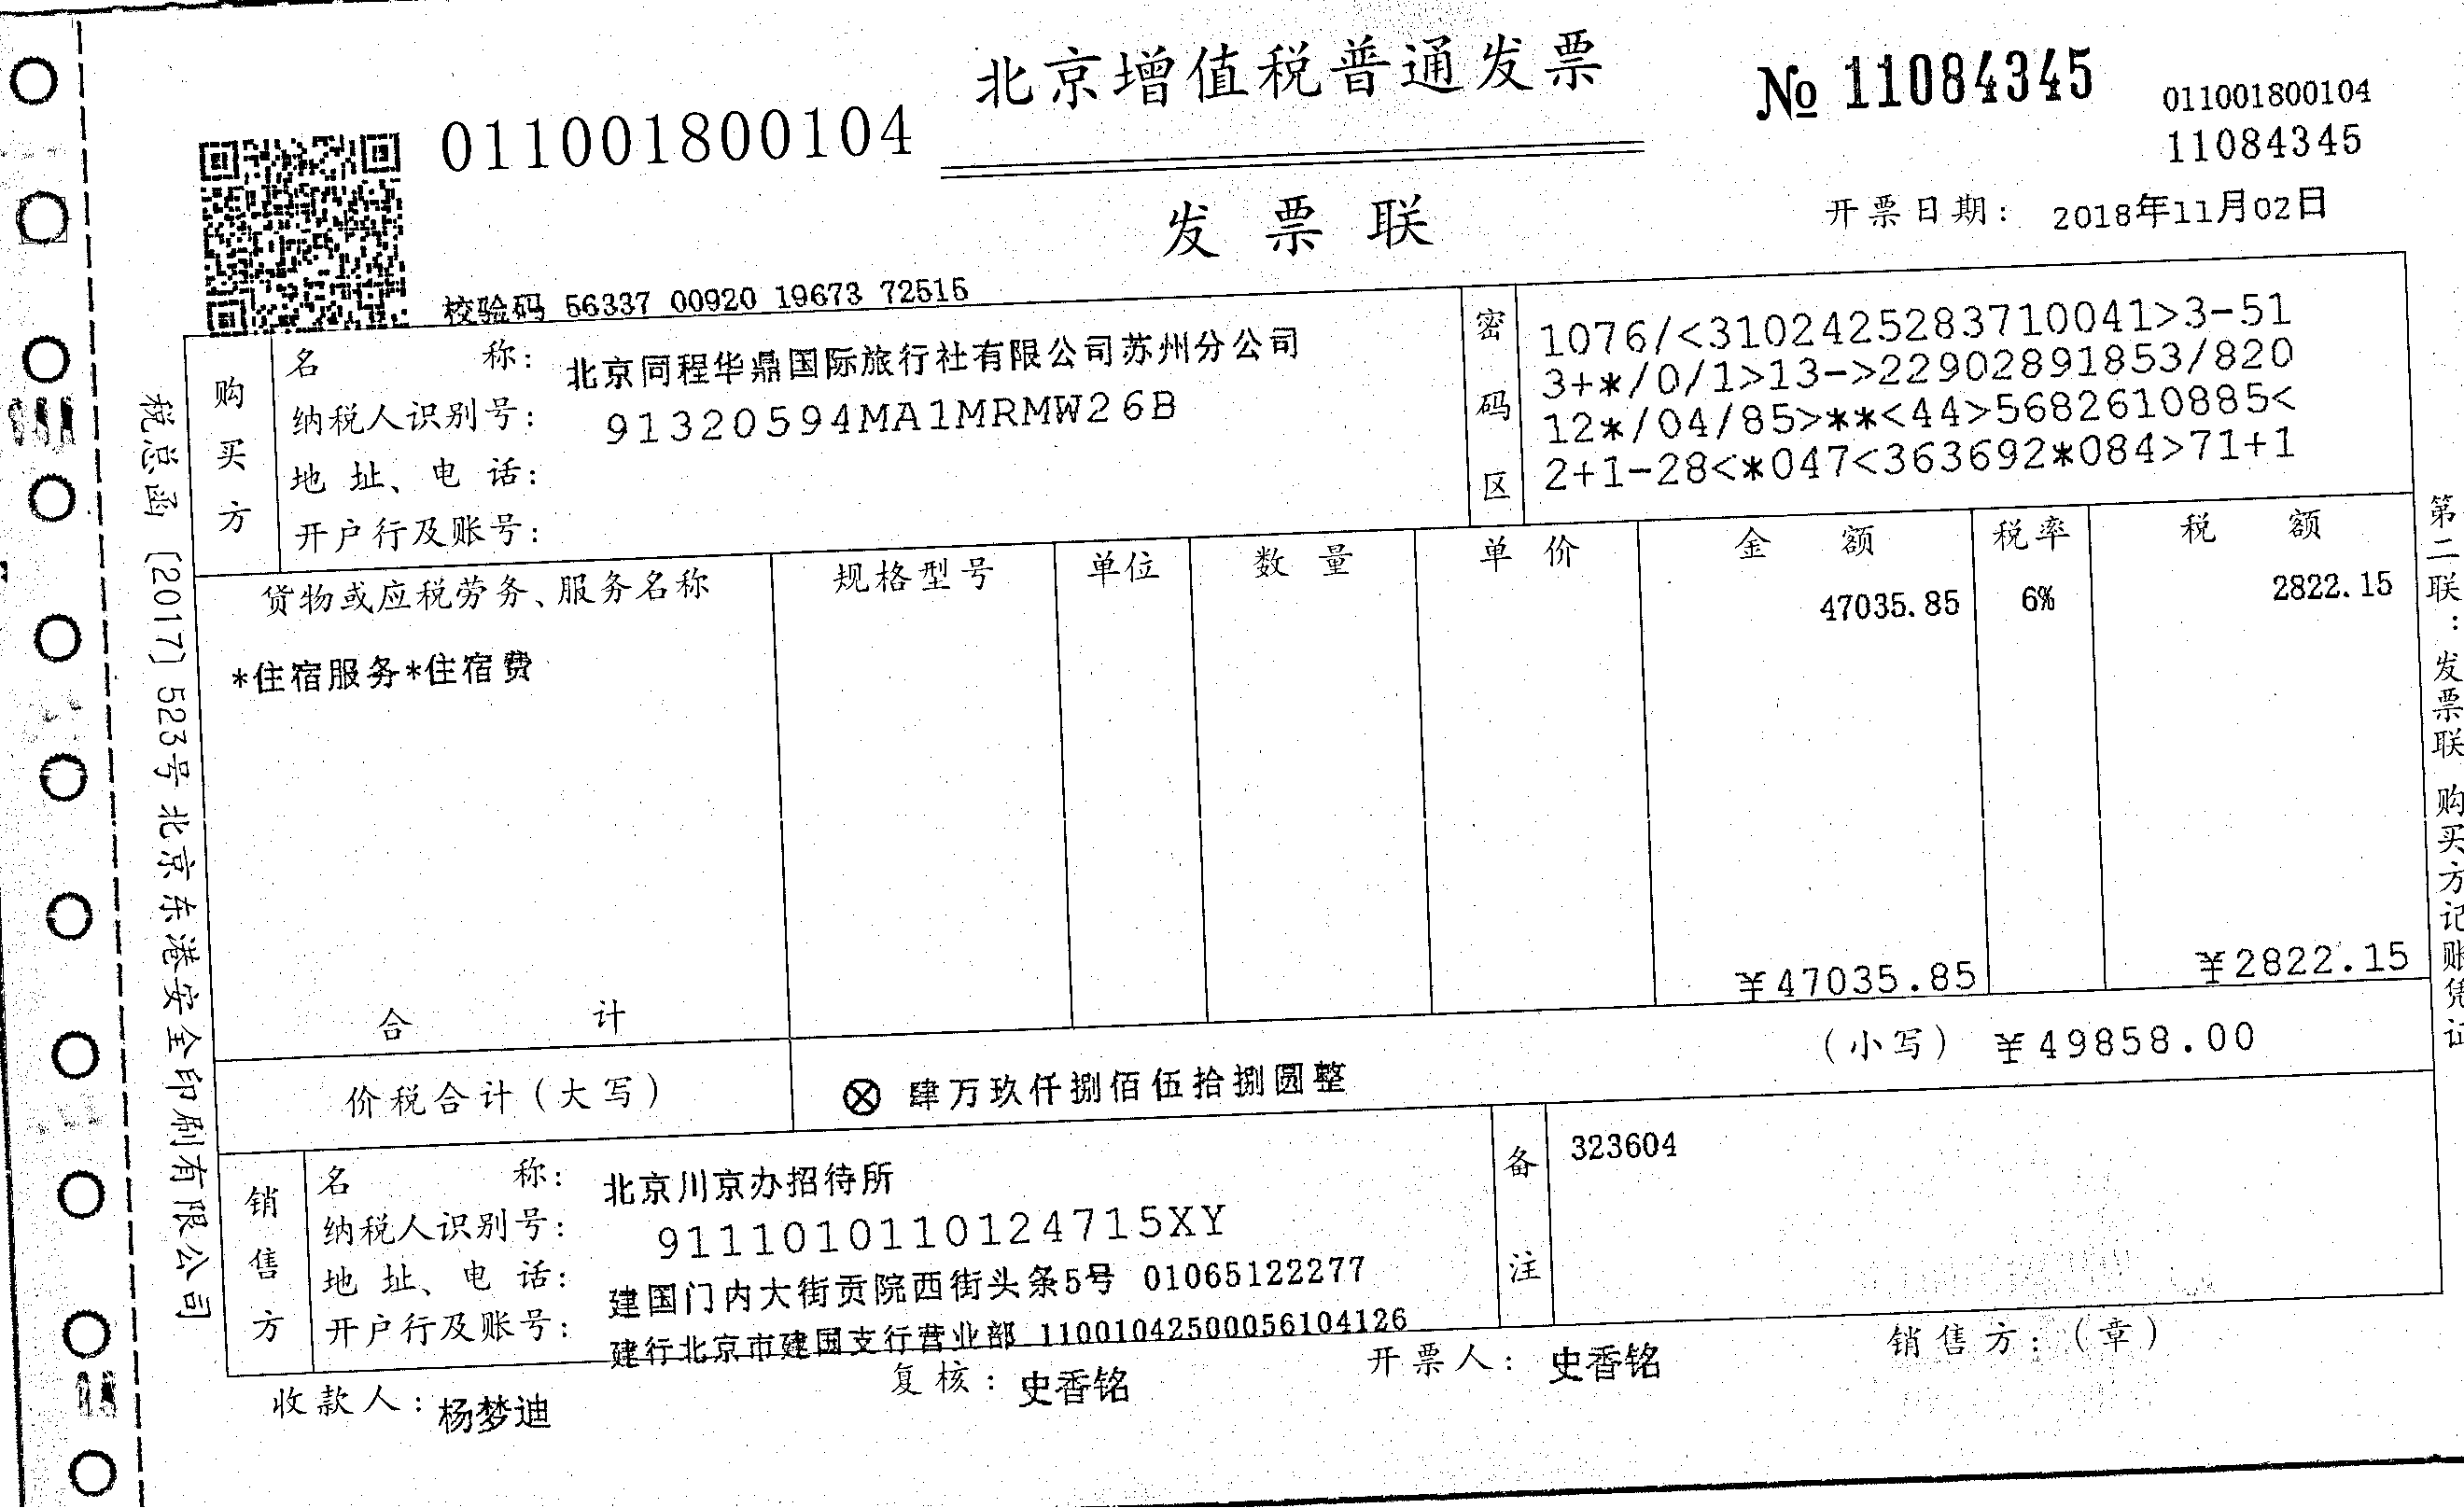 北京增值税普通发票
011001800104
№ 11084345
011001800104
11084345
发票联
开票日期: 2018年11月02日
校验码 56337 00920 19673 72515
购买方
名 称: 北京同程华鼎国际旅行社有限公司苏州分公司
纳税人识别号: 91320594MA1MRMW26B
地 址、电 话:
开户行及账号:
密码区
1076/<3102425283710041>3-51
3+*/0/1>13->22902891853/820
12*/04/85>**<44>5682610885<
2+1-28<*047<363692*084>71+1
货物或应税劳务、服务名称 规格型号 单位 数 量 单 价 金 额 税率 税 额
*住宿服务*住宿费 47035.85 6% 2822.15
合 计 ¥47035.85 ¥2822.15
价税合计(大写) ⊗ 肆万玖仟捌佰伍拾捌圆整 (小写) ¥49858.00
销售方
名 称: 北京川京办招待所
纳税人识别号: 9111010110124715XY
地 址、电 话: 建国门内大街贡院西街头条5号 01065122277
开户行及账号: 建行北京市建国支行营业部 11001042500056104126
备注
323604
收款人: 杨梦迪 复核: 史香铭 开票人: 史香铭 销售方:(章)
税总函〔2017〕523号北京东港安全印刷有限公司
第二联:发票联 购买方记账凭证